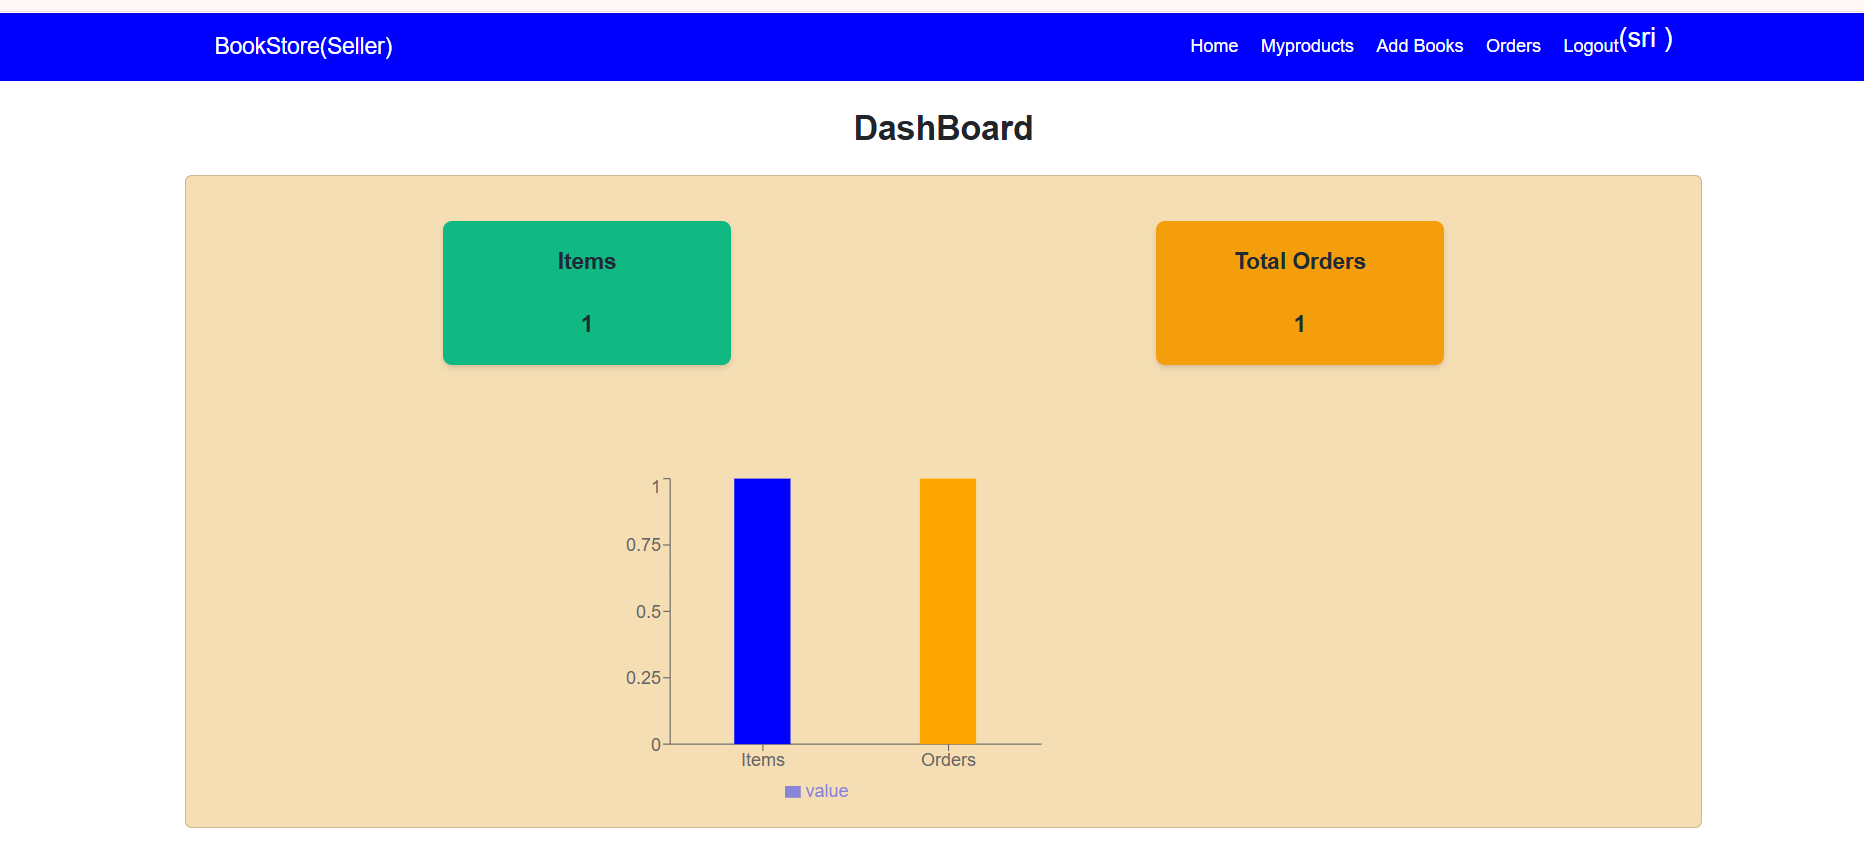 BookStore(Seller) Home Myproducts Add Books Orders Logout(sri )
DashBoard
Items Total Orders
1 1
1
0.75
0.5
0.25
0
Items Orders
value